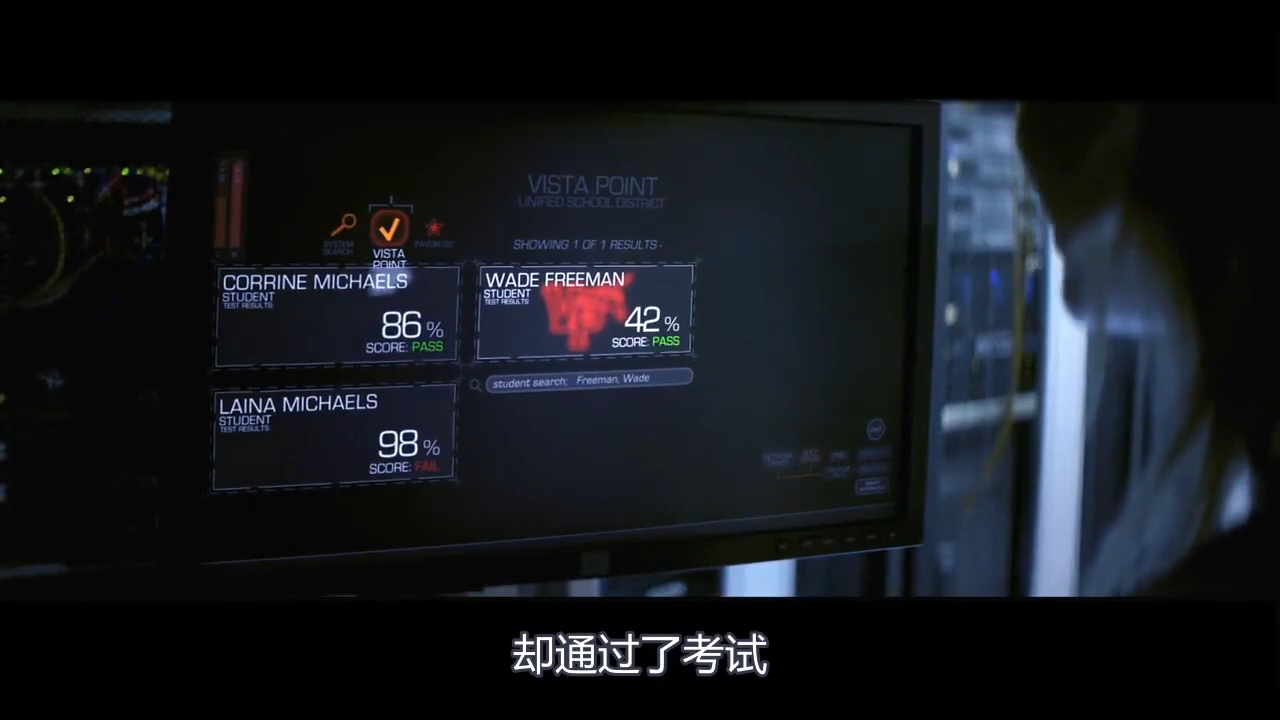 VISTA POINT
UNIFIED SCHOOL DISTRICT
SYSTEM
SEARCH
VISTA
POINT
FAVORITES
SHOWING 1 OF 1 RESULTS -
CORRINE MICHAELS
STUDENT
TEST RESULTS
86 %
SCORE: PASS
WADE FREEMAN
STUDENT
TEST RESULTS
42 %
SCORE: PASS
student search; Freeman, Wade
LAINA MICHAELS
STUDENT
TEST RESULTS
98 %
SCORE: FAIL
却通过了考试